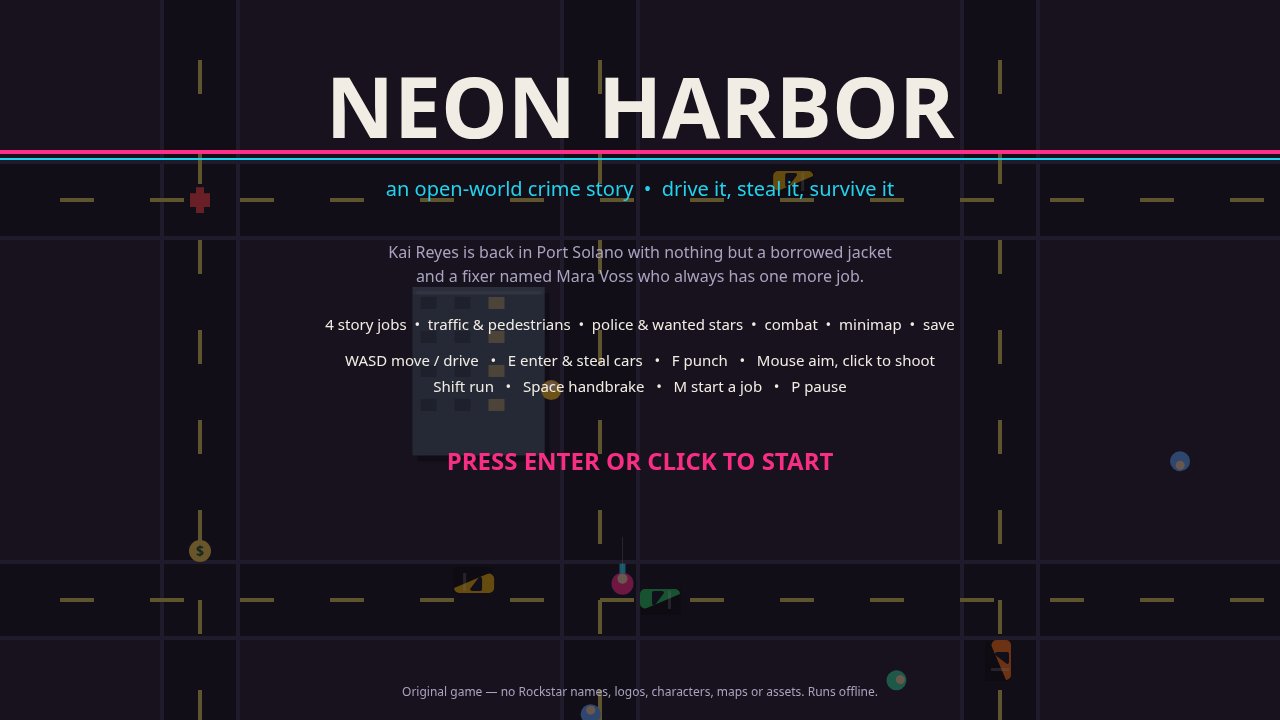 NEON HARBOR
an open-world crime story • drive it, steal it, survive it
Kai Reyes is back in Port Solano with nothing but a borrowed jacket
and a fixer named Mara Voss who always has one more job.
4 story jobs • traffic & pedestrians • police & wanted stars • combat • minimap • save
WASD move / drive • E enter & steal cars • F punch • Mouse aim, click to shoot
Shift run • Space handbrake • M start a job • P pause
PRESS ENTER OR CLICK TO START
$
Original game — no Rockstar names, logos, characters, maps or assets. Runs offline.